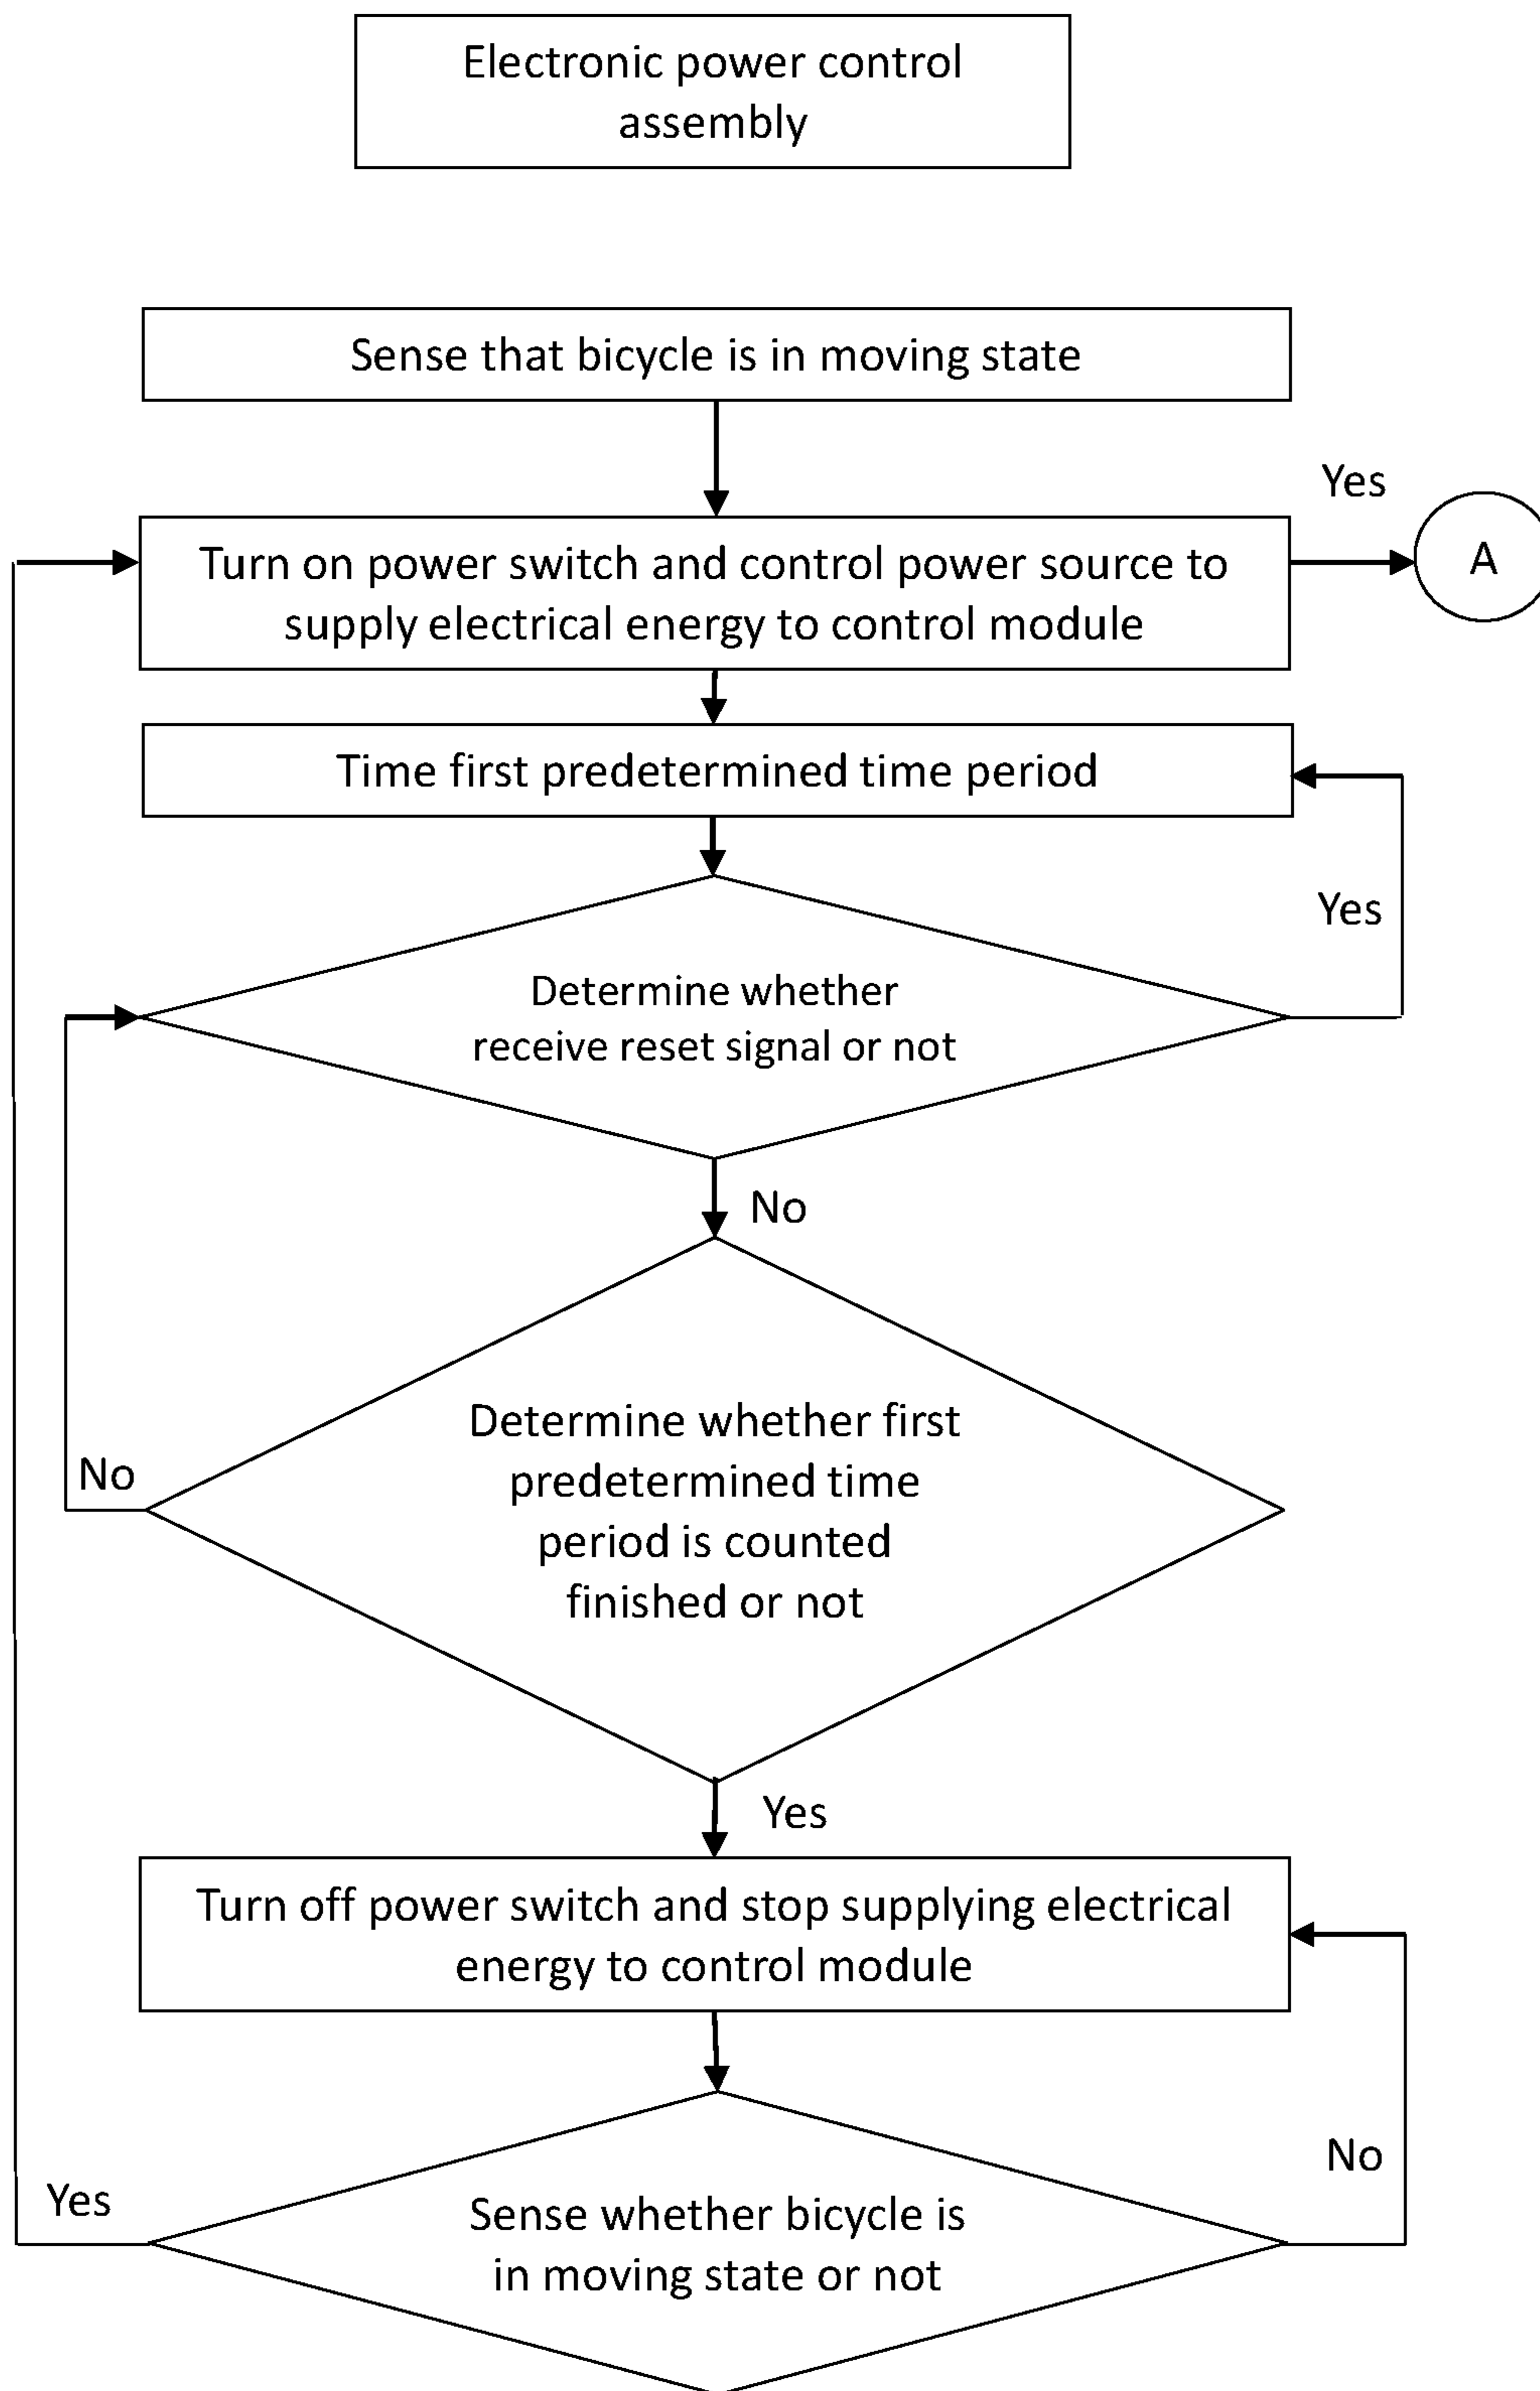 Electronic power control
assembly
Sense that bicycle is in moving state
Yes
Turn on power switch and control power source to
supply electrical energy to control module
A
Time first predetermined time period
Yes
Determine whether
receive reset signal or not
No
Determine whether first
predetermined time
period is counted
finished or not
No
Yes
Turn off power switch and stop supplying electrical
energy to control module
No
Yes
Sense whether bicycle is
in moving state or not